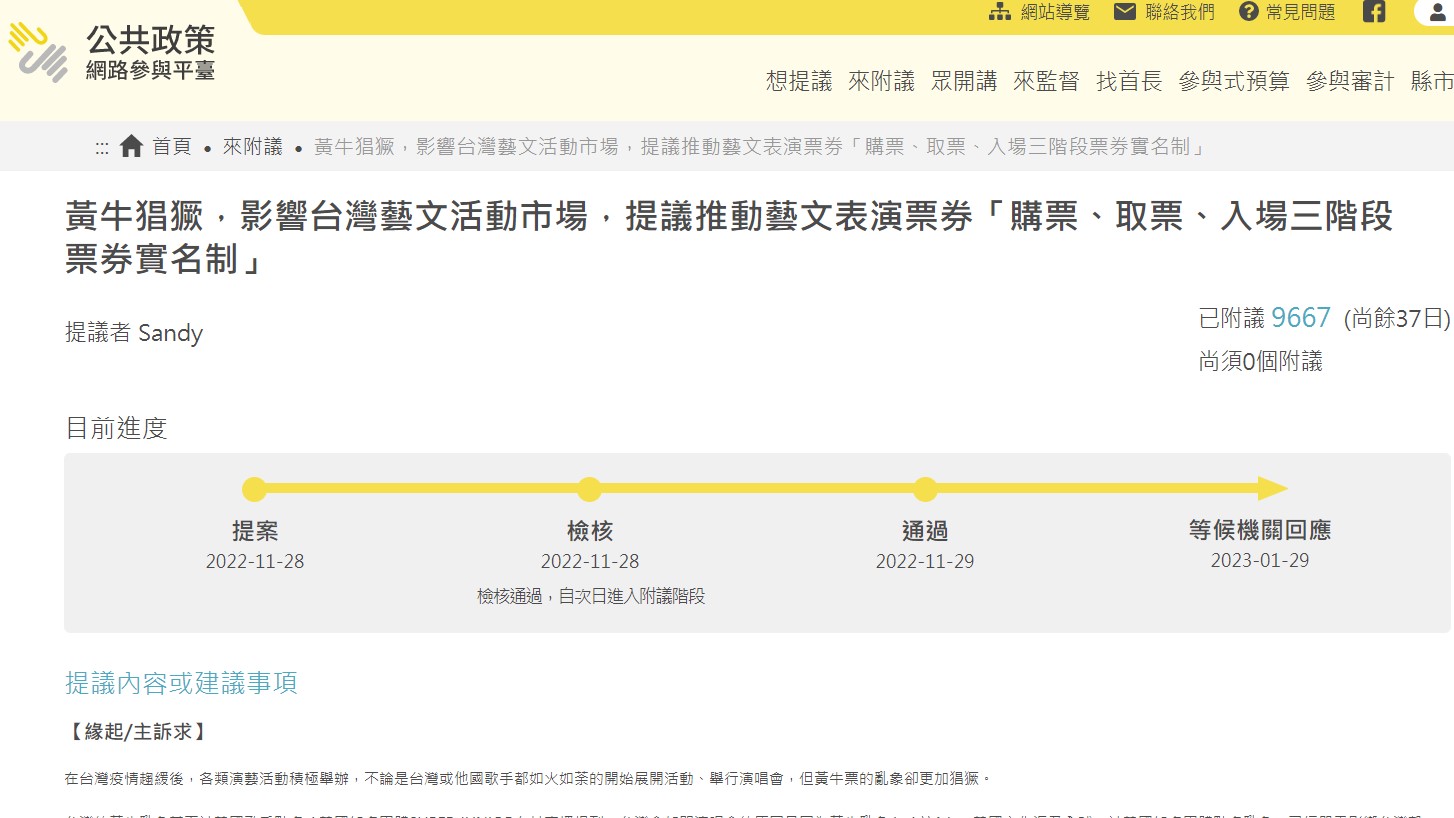 網站導覽 聯絡我們 常見問題
公共政策
網路參與平臺
想提議 來附議 眾開講 來監督 找首長 參與式預算 參與審計 縣市
::: 首頁 • 來附議 • 黃牛猖獗，影響台灣藝文活動市場，提議推動藝文表演票券「購票、取票、入場三階段票券實名制」
黃牛猖獗，影響台灣藝文活動市場，提議推動藝文表演票券「購票、取票、入場三階段
票券實名制」
提議者 Sandy
已附議 9667 (尚餘37日)
尚須0個附議
目前進度
提案 檢核 通過 等候機關回應
2022-11-28 2022-11-28 2022-11-29 2023-01-29
檢核通過，自次日進入附議階段
提議內容或建議事項
【緣起/主訴求】
在台灣疫情趨緩後，各類演藝活動積極舉辦，不論是台灣或他國歌手都如火如荼的開始展開活動、舉行演唱會，但黃牛票的亂象卻更加猖獗。